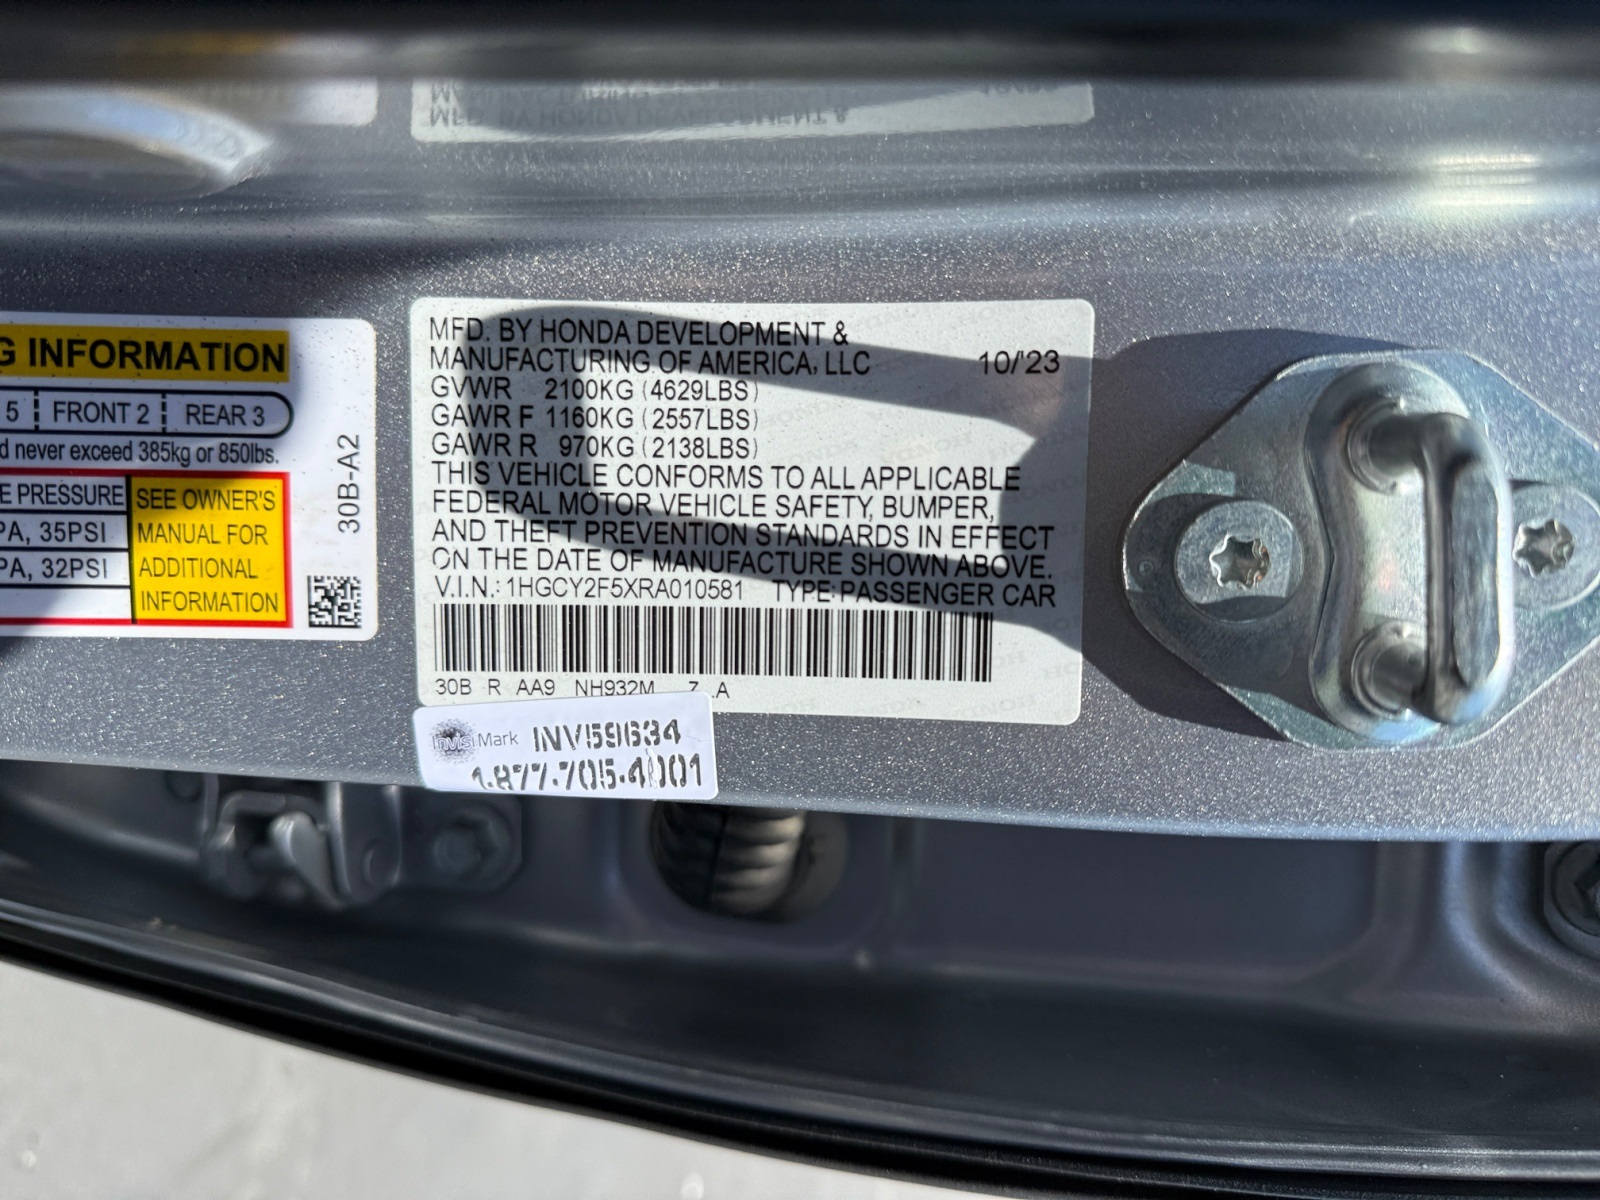 G INFORMATION
5 FRONT 2 REAR 3
d never exceed 385kg or 850lbs.
E PRESSURE
PA, 35PSI
PA, 32PSI
SEE OWNER'S
MANUAL FOR
ADDITIONAL
INFORMATION
30B-A2
MFD. BY HONDA DEVELOPMENT &
MANUFACTURING OF AMERICA, LLC 10/'23
GVWR 2100KG (4629LBS)
GAWR F 1160KG (2557LBS)
GAWR R 970KG (2138LBS)
THIS VEHICLE CONFORMS TO ALL APPLICABLE
FEDERAL MOTOR VEHICLE SAFETY, BUMPER,
AND THEFT PREVENTION STANDARDS IN EFFECT
ON THE DATE OF MANUFACTURE SHOWN ABOVE.
V.I.N.: 1HGCY2F5XRA010581 TYPE: PASSENGER CAR
30B R AA9 NH932M A
InvisiMark INV59634
1-877-705-4001